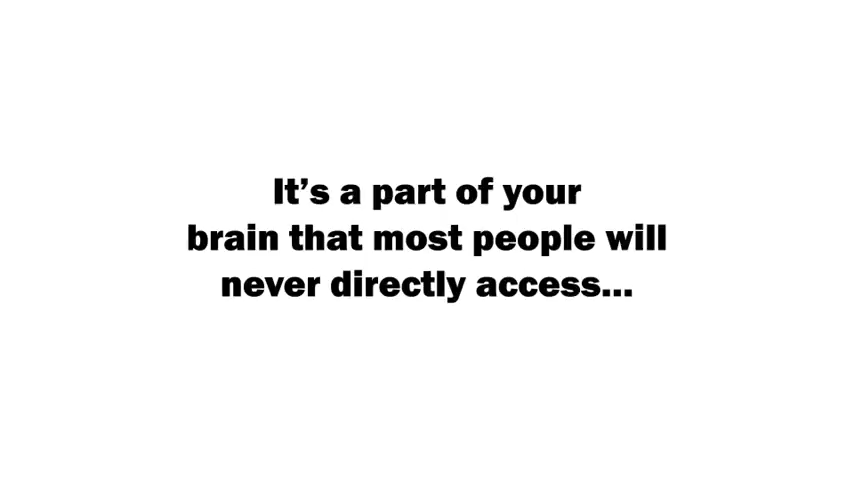 It’s a part of your
brain that most people will
never directly access...